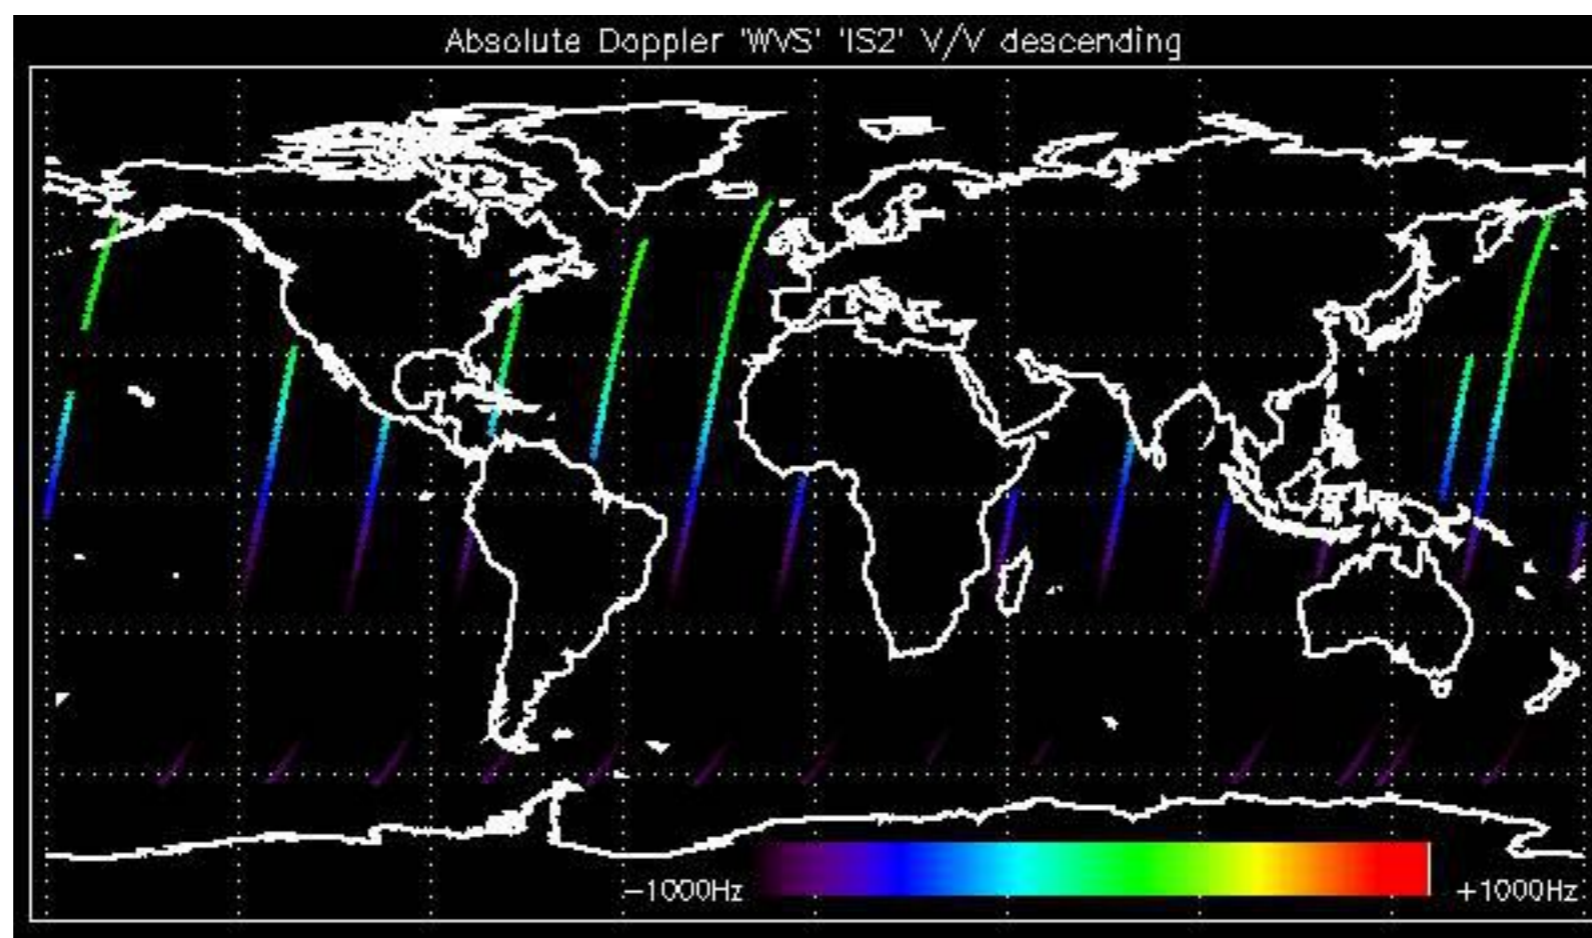 Absolute Doppler 'WVS' 'IS2' V/V descending
−1000Hz
+1000Hz